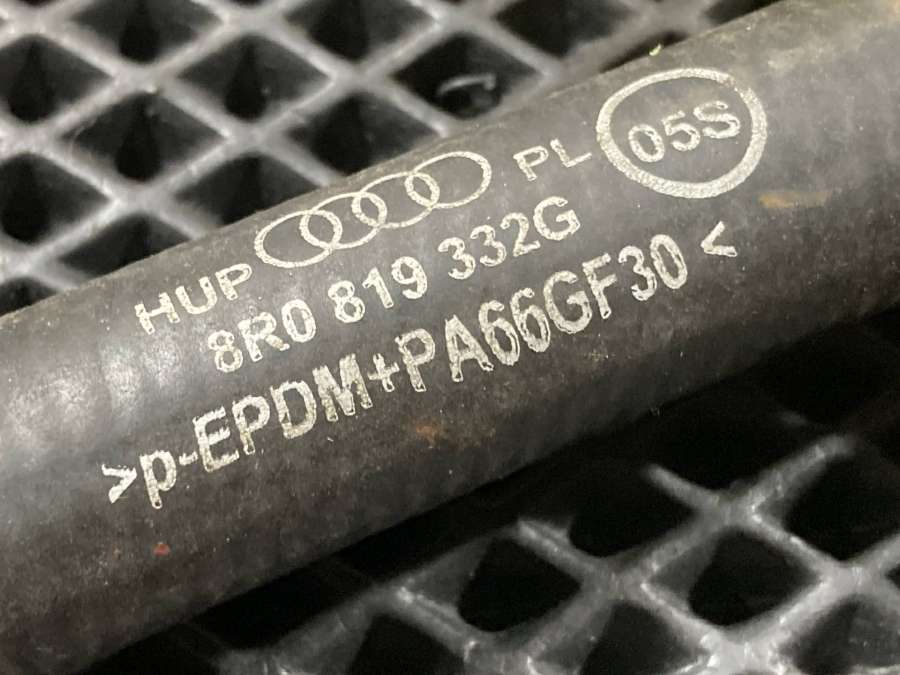 HUP PL 05S
8R0 819 332G
>p-EPDM+PA66GF30<